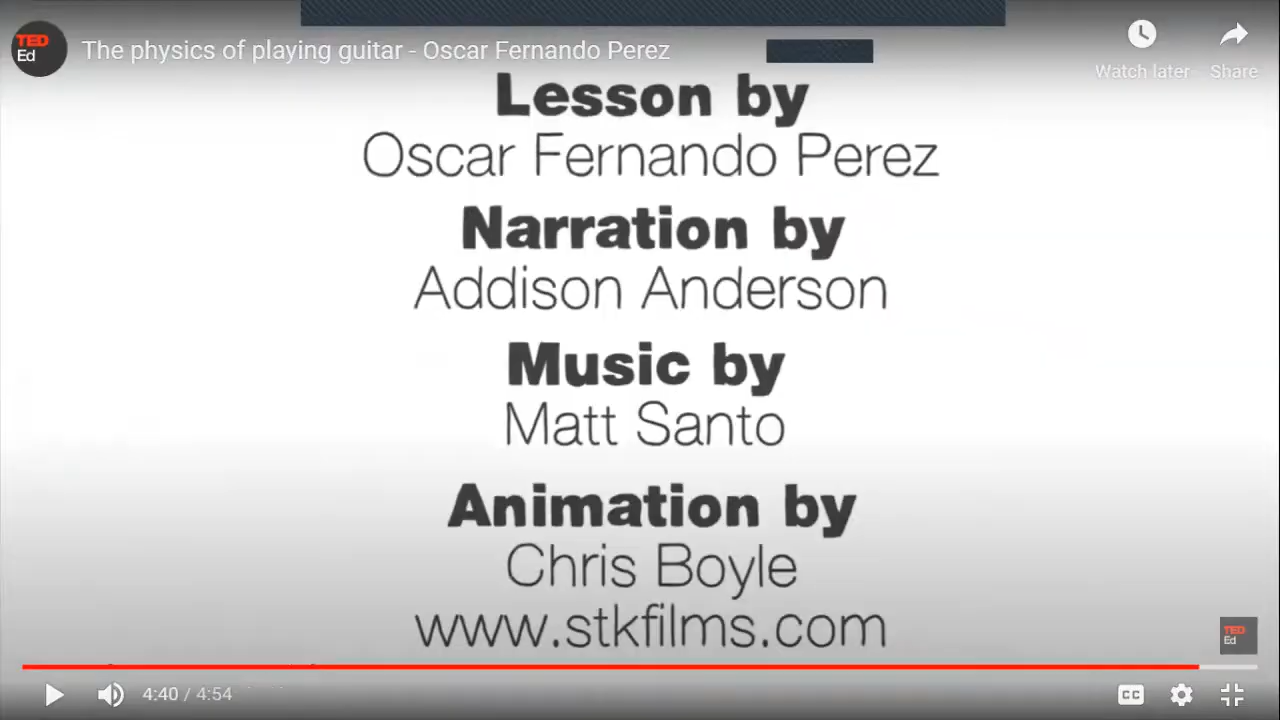 TED
Ed
The physics of playing guitar - Oscar Fernando Perez
Watch later
Share
Lesson by
Oscar Fernando Perez
Narration by
Addison Anderson
Music by
Matt Santo
Animation by
Chris Boyle
www.stkfilms.com
TED
Ed
4:40 / 4:54
CC